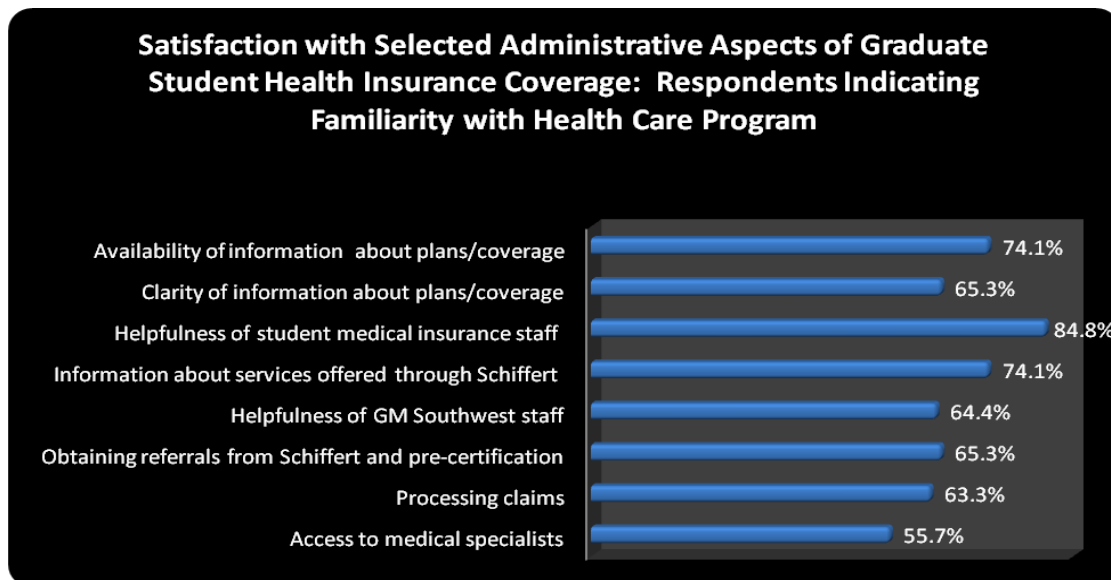 Satisfaction with Selected Administrative Aspects of Graduate
Student Health Insurance Coverage: Respondents Indicating
Familiarity with Health Care Program
Availability of information about plans/coverage 74.1%
Clarity of information about plans/coverage 65.3%
Helpfulness of student medical insurance staff 84.8%
Information about services offered through Schiffert 74.1%
Helpfulness of GM Southwest staff 64.4%
Obtaining referrals from Schiffert and pre-certification 65.3%
Processing claims 63.3%
Access to medical specialists 55.7%